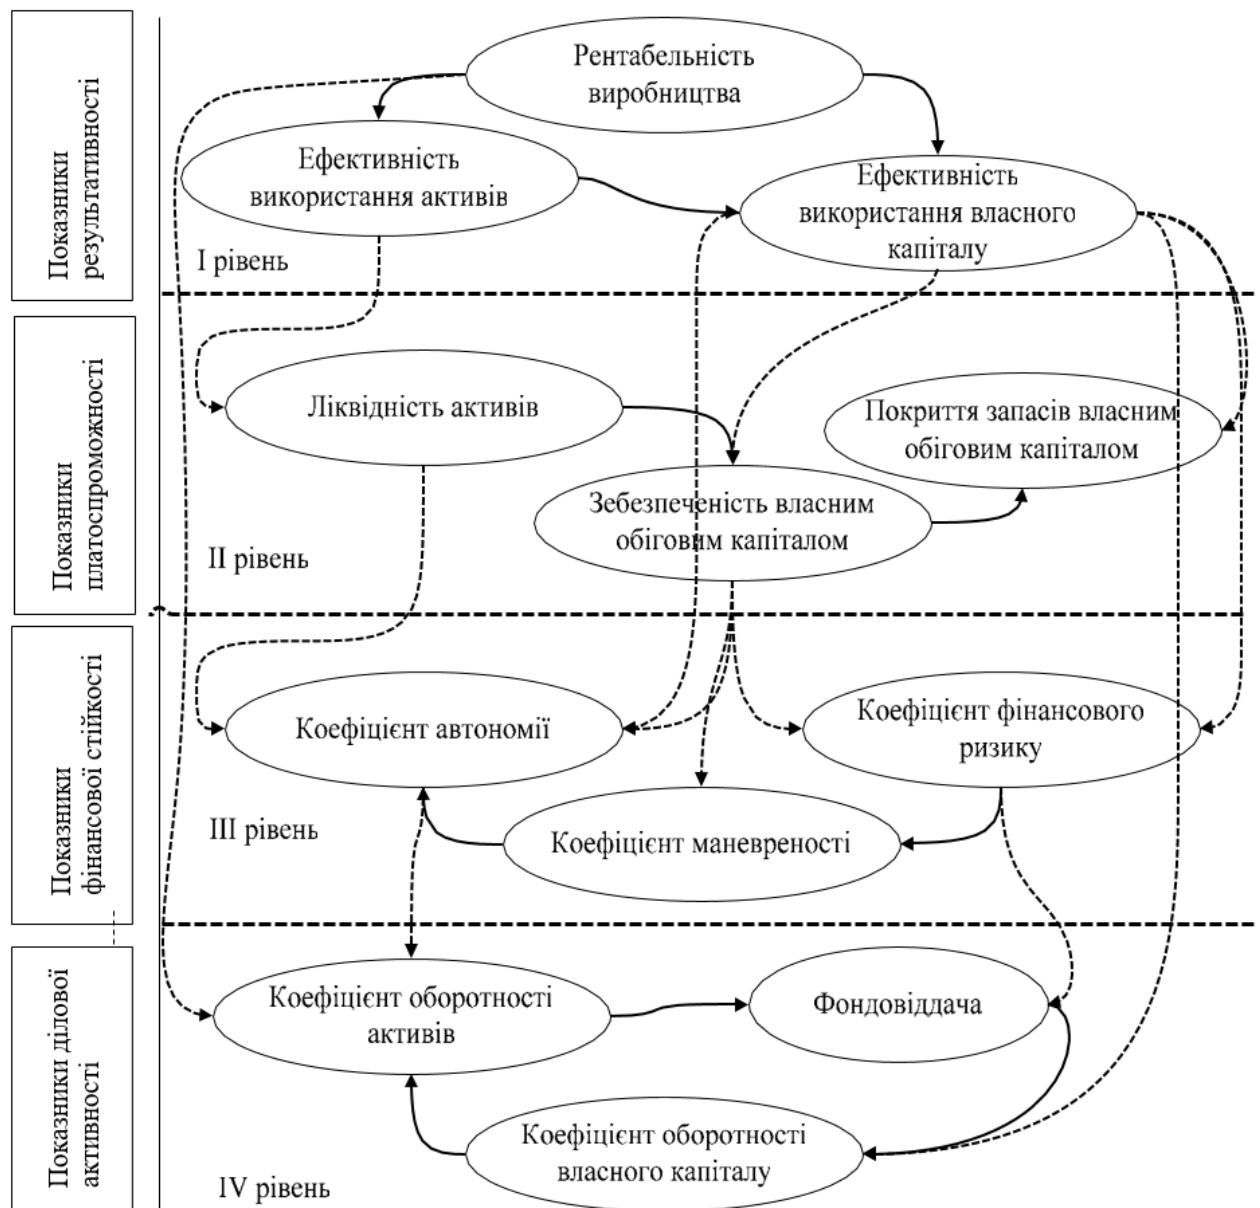 Показники
результативності
Рентабельність
виробництва
Ефективність
використання активів
Ефективність
використання власного
капіталу
І рівень
Показники
платоспроможності
Ліквідність активів
Покриття запасів власним
обіговим капіталом
Зебезпеченість власним
обіговим капіталом
ІІ рівень
Показники
фінансової стійкості
Коефіцієнт автономії
Коефіцієнт фінансового
ризику
Коефіцієнт маневреності
ІІІ рівень
Показники ділової
активності
Коефіцієнт оборотності
активів
Фондовіддача
Коефіцієнт оборотності
власного капіталу
IV рівень